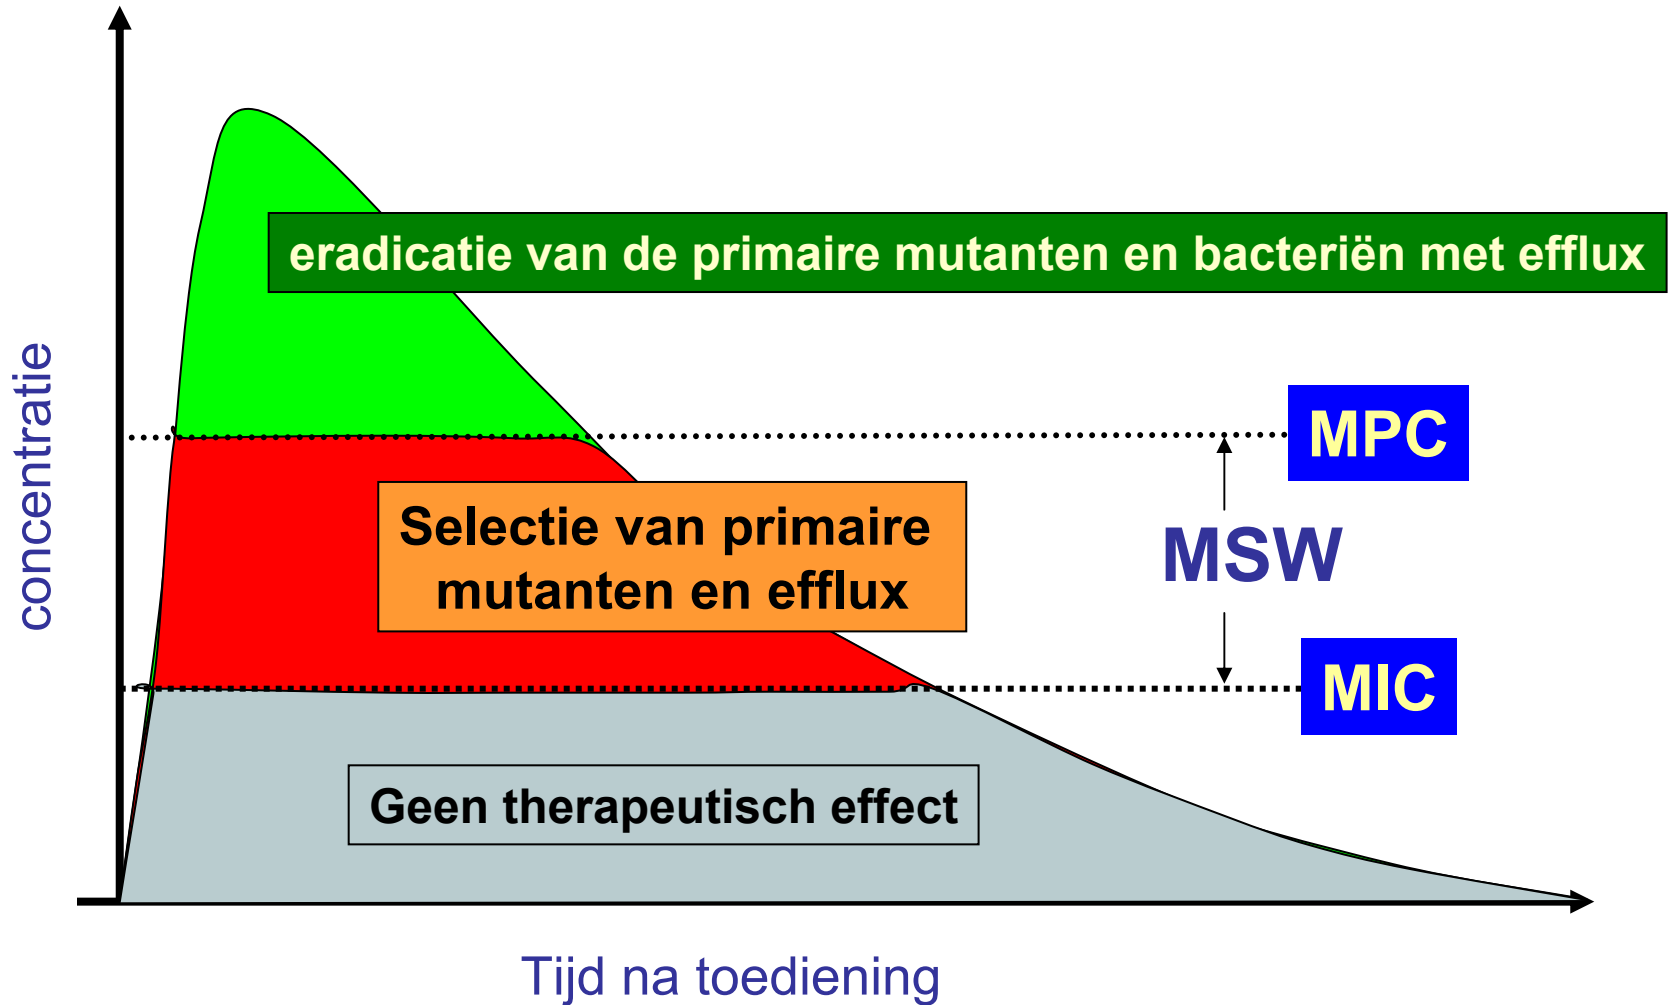 eradicatie van de primaire mutanten en bacteriën met efflux
concentratie
MPC
Selectie van primaire
mutanten en efflux
MSW
MIC
Geen therapeutisch effect
Tijd na toediening